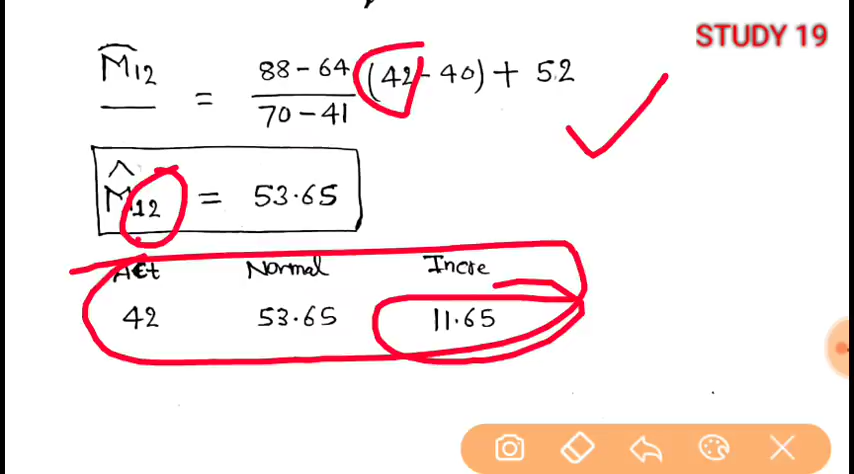 STUDY 19
M̂12 = 88 - 64 / 70 - 41 (42 - 40) + 52
M̂12 = 53.65
Act Normal Incre
42 53.65 11.65